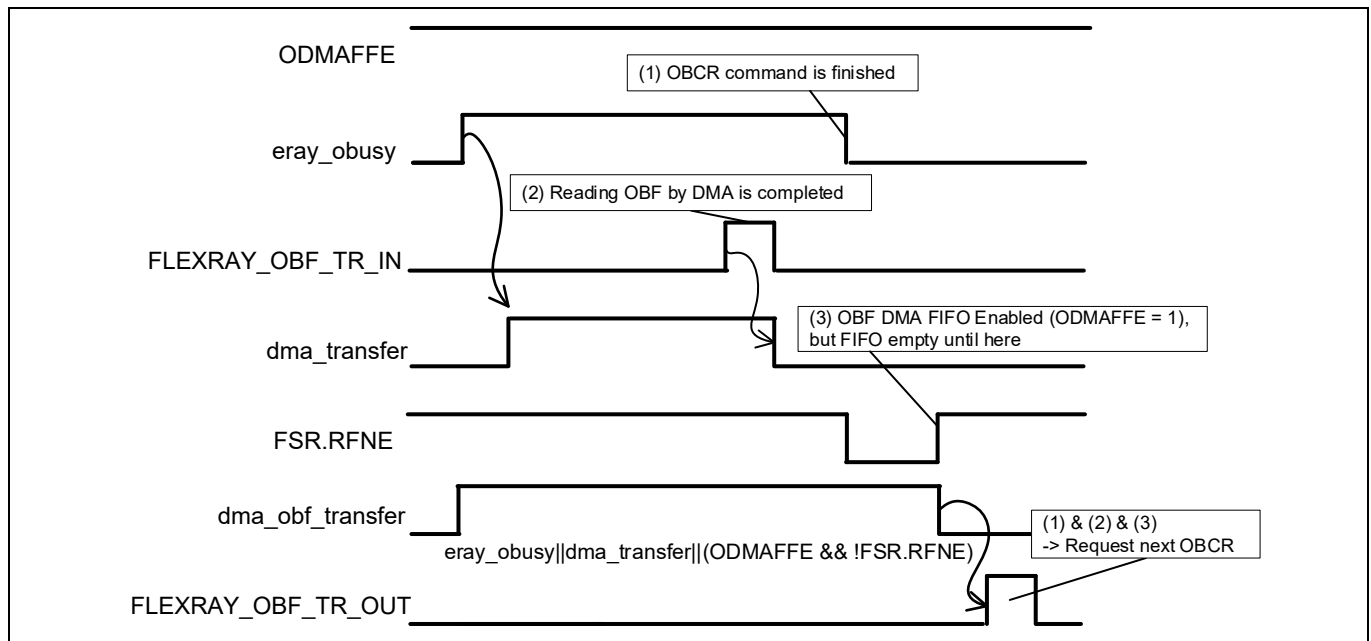 ODMAFFE
(1) OBCR command is finished
eray_obusy
(2) Reading OBF by DMA is completed
FLEXRAY_OBF_TR_IN
(3) OBF DMA FIFO Enabled (ODMAFFE = 1),
but FIFO empty until here
dma_transfer
FSR.RFNE
dma_obf_transfer
(1) & (2) & (3)
-> Request next OBCR
eray_obusy||dma_transfer||(ODMAFFE && !FSR.RFNE)
FLEXRAY_OBF_TR_OUT